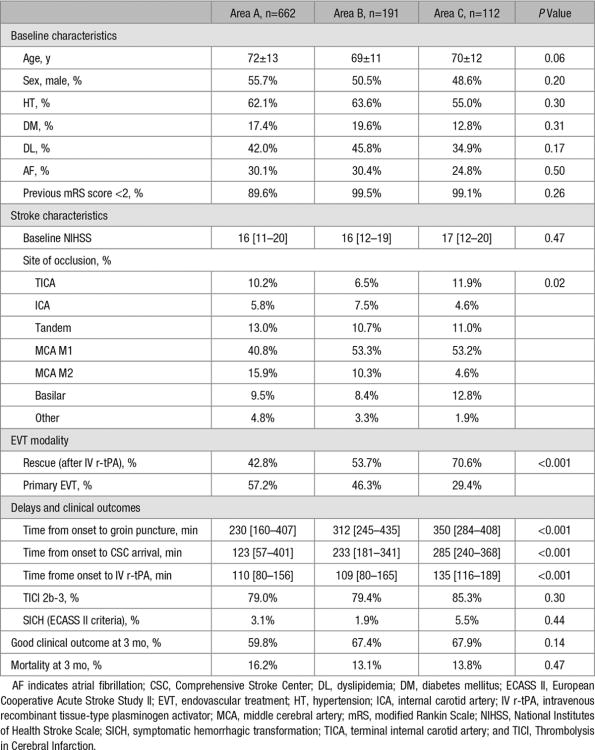 Area A, n=662 Area B, n=191 Area C, n=112 P Value
Baseline characteristics
Age, y 72±13 69±11 70±12 0.06
Sex, male, % 55.7% 50.5% 48.6% 0.20
HT, % 62.1% 63.6% 55.0% 0.30
DM, % 17.4% 19.6% 12.8% 0.31
DL, % 42.0% 45.8% 34.9% 0.17
AF, % 30.1% 30.4% 24.8% 0.50
Previous mRS score <2, % 89.6% 99.5% 99.1% 0.26
Stroke characteristics
Baseline NIHSS 16 [11–20] 16 [12–19] 17 [12–20] 0.47
Site of occlusion, %
TICA 10.2% 6.5% 11.9% 0.02
ICA 5.8% 7.5% 4.6%
Tandem 13.0% 10.7% 11.0%
MCA M1 40.8% 53.3% 53.2%
MCA M2 15.9% 10.3% 4.6%
Basilar 9.5% 8.4% 12.8%
Other 4.8% 3.3% 1.9%
EVT modality
Rescue (after IV r-tPA), % 42.8% 53.7% 70.6% <0.001
Primary EVT, % 57.2% 46.3% 29.4%
Delays and clinical outcomes
Time from onset to groin puncture, min 230 [160–407] 312 [245–435] 350 [284–408] <0.001
Time from onset to CSC arrival, min 123 [57–401] 233 [181–341] 285 [240–368] <0.001
Time frome onset to IV r-tPA, min 110 [80–156] 109 [80–165] 135 [116–189] <0.001
TICI 2b-3, % 79.0% 79.4% 85.3% 0.30
SICH (ECASS II criteria), % 3.1% 1.9% 5.5% 0.44
Good clinical outcome at 3 mo, % 59.8% 67.4% 67.9% 0.14
Mortality at 3 mo, % 16.2% 13.1% 13.8% 0.47
AF indicates atrial fibrillation; CSC, Comprehensive Stroke Center; DL, dyslipidemia; DM, diabetes mellitus; ECASS II, European
Cooperative Acute Stroke Study II; EVT, endovascular treatment; HT, hypertension; ICA, internal carotid artery; IV r-tPA, intravenous
recombinant tissue-type plasminogen activator; MCA, middle cerebral artery; mRS, modified Rankin Scale; NIHSS, National Institutes
of Health Stroke Scale; SICH, symptomatic hemorrhagic transformation; TICA, terminal internal carotid artery; and TICI, Thrombolysis
in Cerebral Infarction.